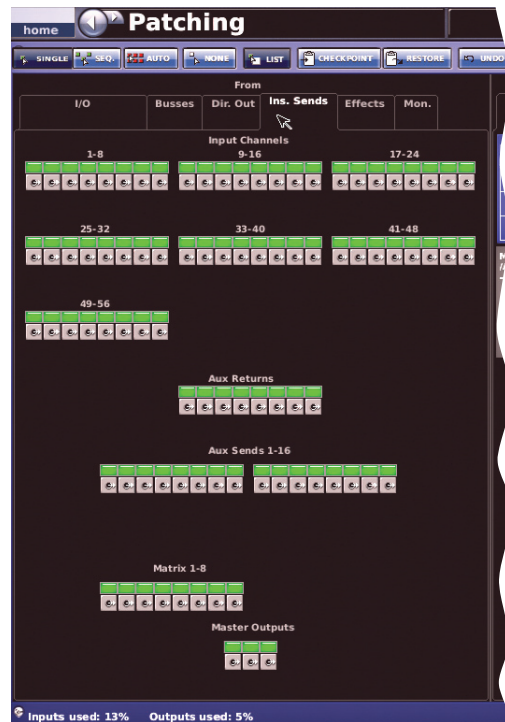 home Patching
SINGLE SEQ. AUTO NONE LIST CHECKPOINT RESTORE UNDO
From
I/O Busses Dir. Out Ins. Sends Effects Mon.
Input Channels
1-8 9-16 17-24
25-32 33-40 41-48
49-56
Aux Returns
Aux Sends 1-16
Matrix 1-8
Master Outputs
Inputs used: 13% Outputs used: 5%